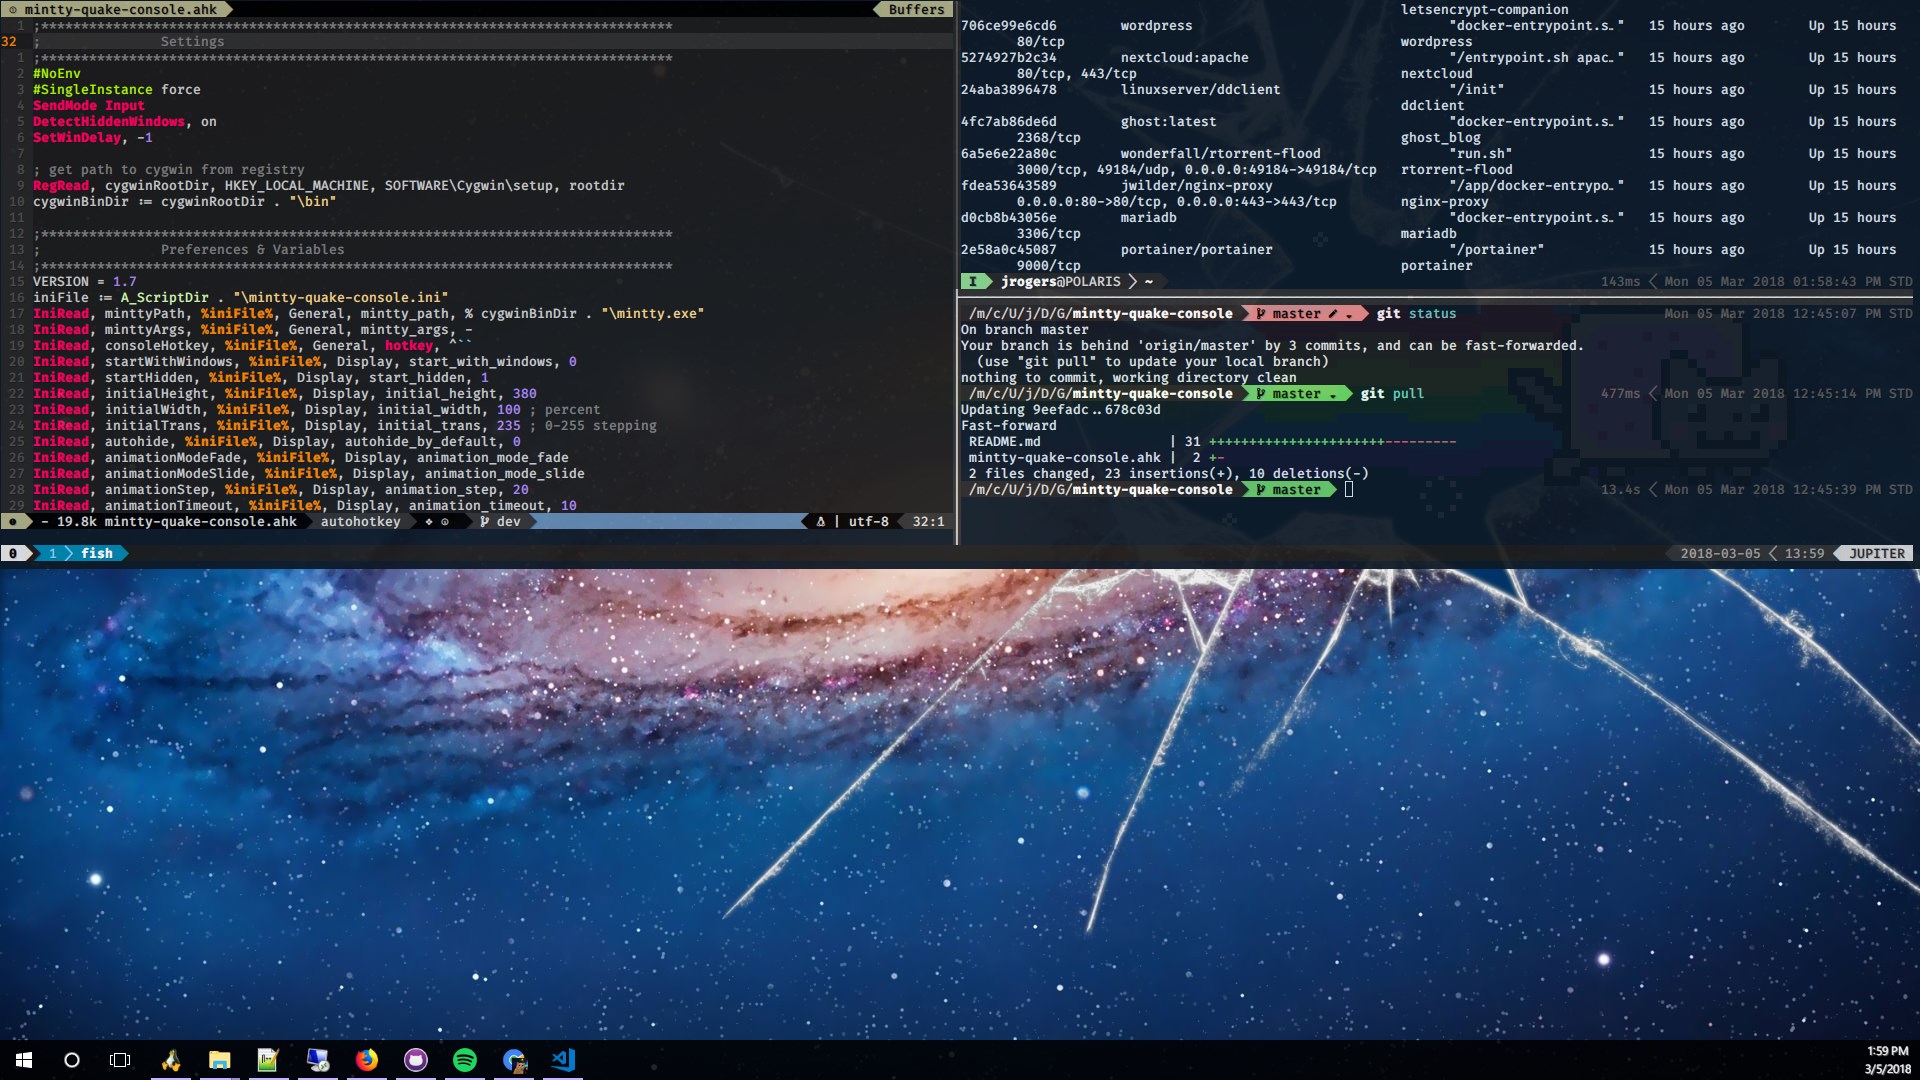 mintty-quake-console.ahk Buffers
1 ;*******************************************************************************
32 ; Settings
1 ;*******************************************************************************
2 #NoEnv
3 #SingleInstance force
4 SendMode Input
5 DetectHiddenWindows, on
6 SetWinDelay, -1
7
8 ; get path to cygwin from registry
9 RegRead, cygwinRootDir, HKEY_LOCAL_MACHINE, SOFTWARE\Cygwin\setup, rootdir
10 cygwinBinDir := cygwinRootDir . "\bin"
11
12 ;*******************************************************************************
13 ; Preferences & Variables
14 ;*******************************************************************************
15 VERSION = 1.7
16 iniFile := A_ScriptDir . "\mintty-quake-console.ini"
17 IniRead, minttyPath, %iniFile%, General, mintty_path, % cygwinBinDir . "\mintty.exe"
18 IniRead, minttyArgs, %iniFile%, General, mintty_args, -
19 IniRead, consoleHotkey, %iniFile%, General, hotkey, ^``
20 IniRead, startWithWindows, %iniFile%, Display, start_with_windows, 0
21 IniRead, startHidden, %iniFile%, Display, start_hidden, 1
22 IniRead, initialHeight, %iniFile%, Display, initial_height, 380
23 IniRead, initialWidth, %iniFile%, Display, initial_width, 100 ; percent
24 IniRead, initialTrans, %iniFile%, Display, initial_trans, 235 ; 0-255 stepping
25 IniRead, autohide, %iniFile%, Display, autohide_by_default, 0
26 IniRead, animationModeFade, %iniFile%, Display, animation_mode_fade
27 IniRead, animationModeSlide, %iniFile%, Display, animation_mode_slide
28 IniRead, animationStep, %iniFile%, Display, animation_step, 20
29 IniRead, animationTimeout, %iniFile%, Display, animation_timeout, 10
- 19.8k mintty-quake-console.ahk autohotkey dev | utf-8 32:1
letsencrypt-companion
706ce99e6cd6 wordpress "docker-entrypoint.s…" 15 hours ago Up 15 hours
80/tcp wordpress
5274927b2c34 nextcloud:apache "/entrypoint.sh apac…" 15 hours ago Up 15 hours
80/tcp, 443/tcp nextcloud
24aba3896478 linuxserver/ddclient "/init" 15 hours ago Up 15 hours
ddclient
4fc7ab86de6d ghost:latest "docker-entrypoint.s…" 15 hours ago Up 15 hours
2368/tcp ghost_blog
6a5e6e22a80c wonderfall/rtorrent-flood "run.sh" 15 hours ago Up 15 hours
3000/tcp, 49184/udp, 0.0.0.0:49184->49184/tcp rtorrent-flood
fdea53643589 jwilder/nginx-proxy "/app/docker-entrypo…" 15 hours ago Up 15 hours
0.0.0.0:80->80/tcp, 0.0.0.0:443->443/tcp nginx-proxy
d0cb8b43056e mariadb "docker-entrypoint.s…" 15 hours ago Up 15 hours
3306/tcp mariadb
2e58a0c45087 portainer/portainer "/portainer" 15 hours ago Up 15 hours
9000/tcp portainer
I jrogers@POLARIS ~ 143ms Mon 05 Mar 2018 01:58:43 PM STD
/m/c/U/j/D/G/mintty-quake-console master git status Mon 05 Mar 2018 12:45:07 PM STD
On branch master
Your branch is behind 'origin/master' by 3 commits, and can be fast-forwarded.
(use "git pull" to update your local branch)
nothing to commit, working directory clean
/m/c/U/j/D/G/mintty-quake-console master git pull 477ms Mon 05 Mar 2018 12:45:14 PM STD
Updating 9eefadc..678c03d
Fast-forward
README.md | 31 ++++++++++++++++++++++---------
mintty-quake-console.ahk | 2 +-
2 files changed, 23 insertions(+), 10 deletions(-)
/m/c/U/j/D/G/mintty-quake-console master 13.4s Mon 05 Mar 2018 12:45:39 PM STD
0 1 fish 2018-03-05 13:59 JUPITER
1:59 PM
3/5/2018